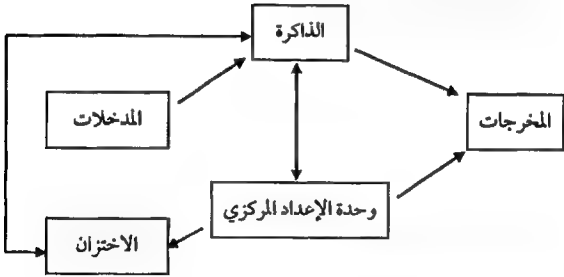 الذاكرة
المدخلات
المخرجات
وحدة الإعداد المركزي
الاختزان